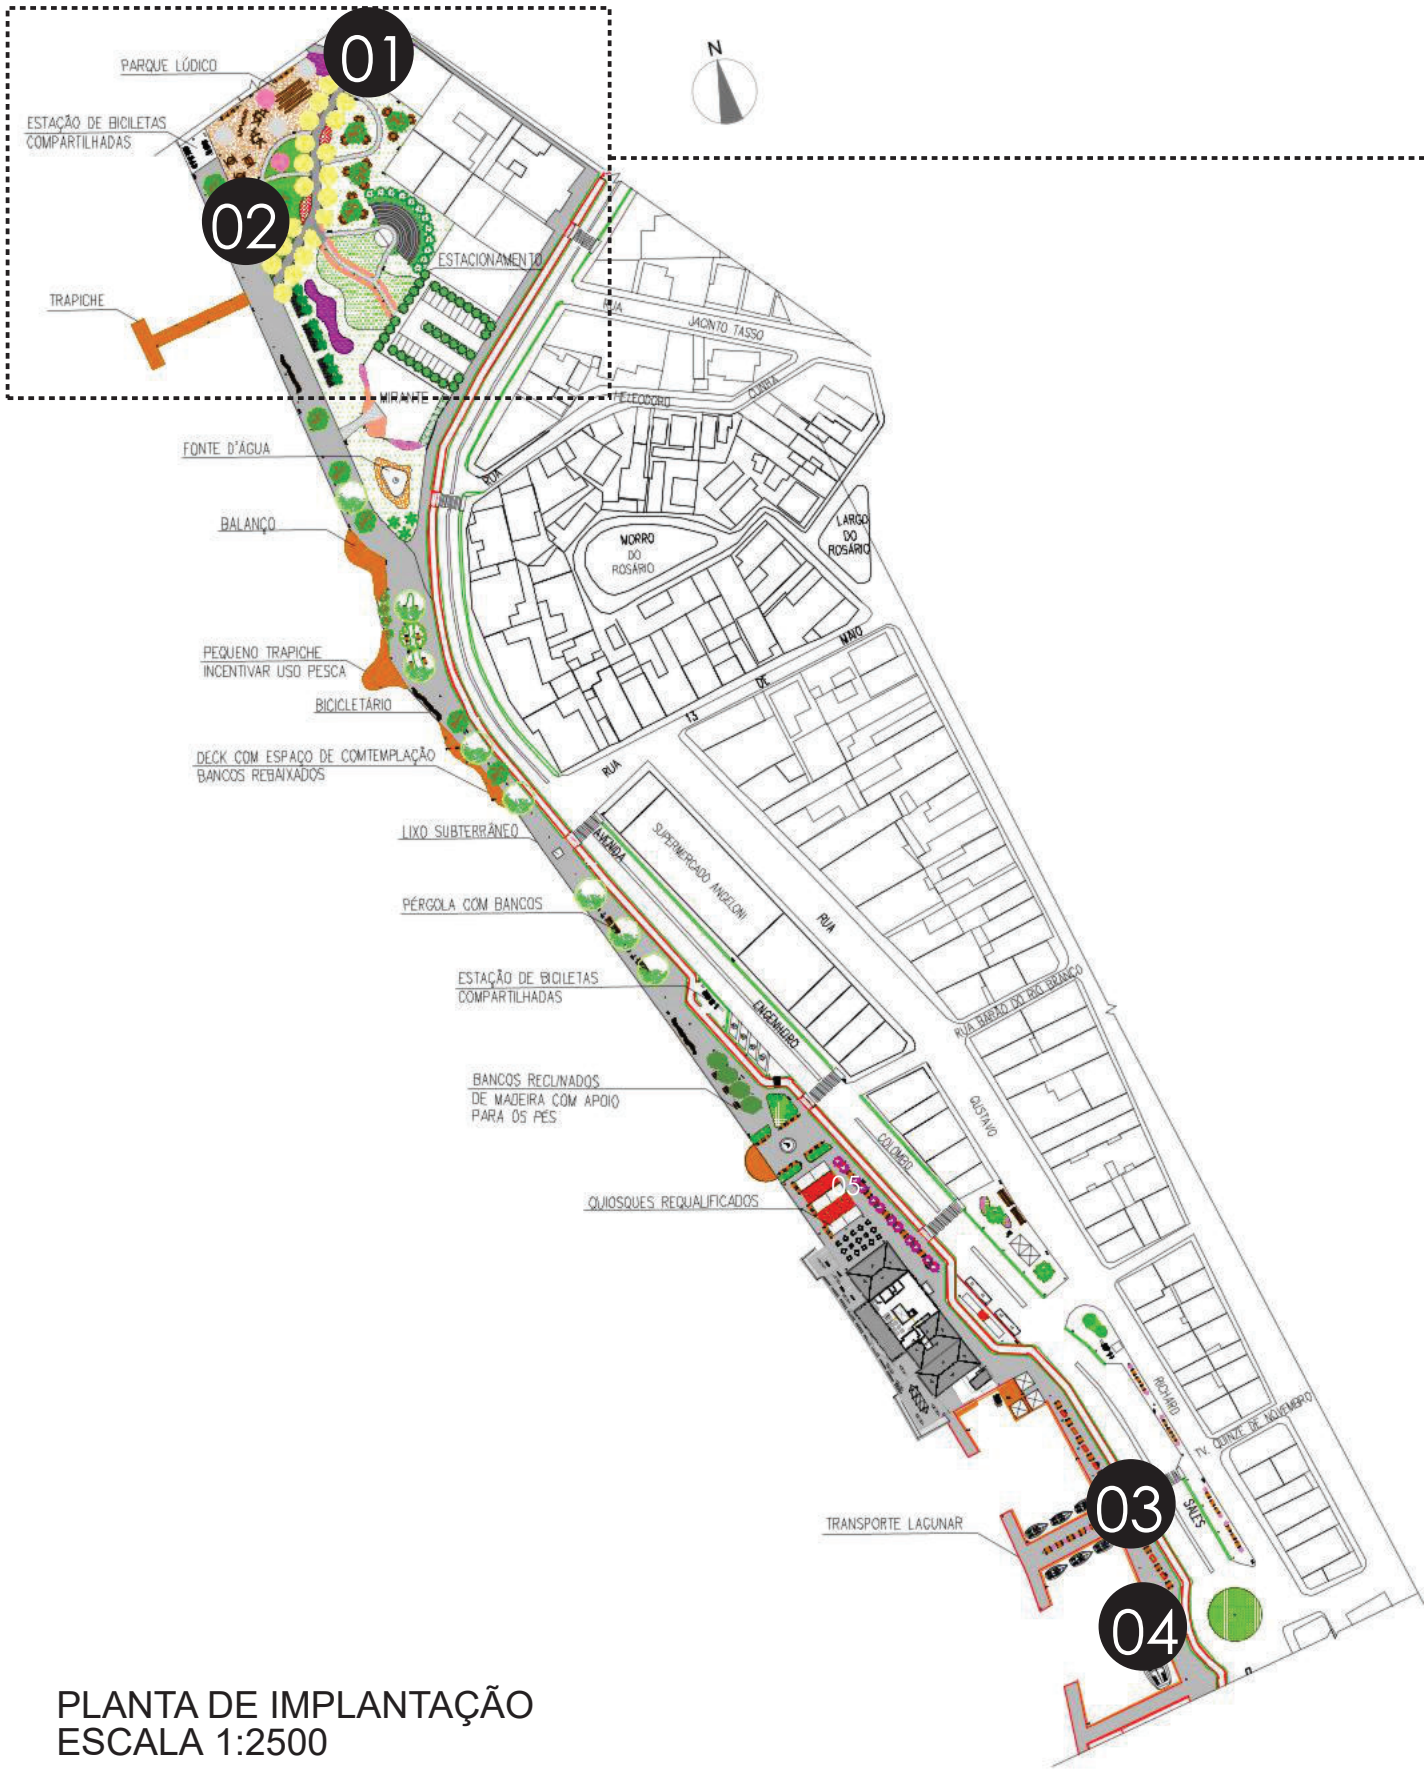 01
N
PARQUE LÚDICO
ESTAÇÃO DE BICILETAS
COMPARTILHADAS
02
ESTACIONAMENTO
TRAPICHE
RUA
JACINTO TASSO
MIRANTE
HELEODORO
CUNHA
FONTE D'ÁGUA
RUA
BALANÇO
MORRO
DO
ROSÁRIO
LARGO
DO
ROSÁRIO
PEQUENO TRAPICHE
INCENTIVAR USO PESCA
MAIO
DE
13
RUA
BICICLETÁRIO
DECK COM ESPAÇO DE COMTEMPLAÇÃO
BANCOS REBAIXADOS
LIXO SUBTERRÂNEO
AVENIDA
SUPERMERCADO ANGELONI
RUA
PÉRGOLA COM BANCOS
ESTAÇÃO DE BICILETAS
COMPARTILHADAS
ENGENHEIRO
RUA BARÃO DO RIO BRANCO
BANCOS RECLINADOS
DE MADEIRA COM APOIO
PARA OS PÉS
GUSTAVO
COLOMBO
05
QUIOSQUES REQUALIFICADOS
RICHARD
TV. QUINZE DE NOVEMBRO
03
SALES
TRANSPORTE LAGUNAR
04
PLANTA DE IMPLANTAÇÃO
ESCALA 1:2500